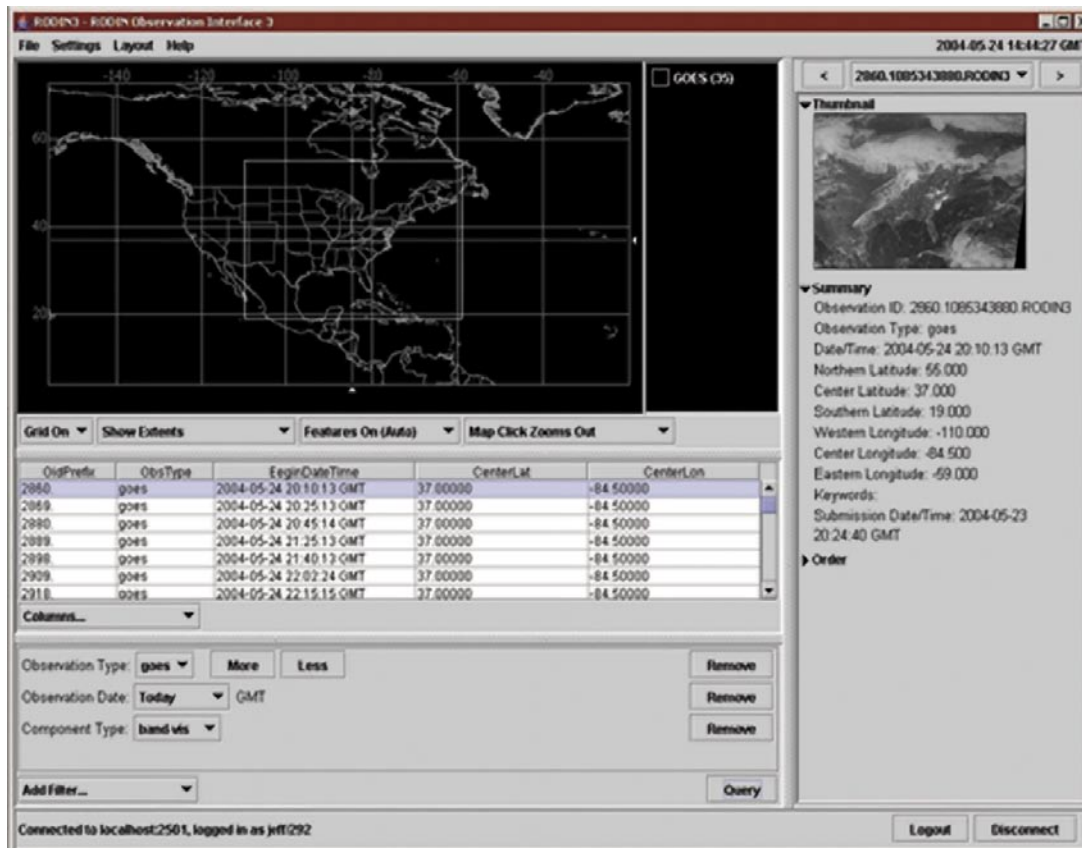 RODIN3 - RODIN Observation Interface 3
File Settings Layout Help
2004-05-24 14:44:27 GMT
-140 -120 -100 -80 -60 -40
60
40
20
GOES (35)
< 2860.1085343880.RODIN3 >
Thumbnail
Summary
Observation ID: 2860.1085343880.RODIN3
Observation Type: goes
Date/Time: 2004-05-24 20:10:13 GMT
Northern Latitude: 55.000
Center Latitude: 37.000
Southern Latitude: 19.000
Western Longitude: -110.000
Center Longitude: -84.500
Eastern Longitude: -59.000
Keywords:
Submission Date/Time: 2004-05-23
20:24:40 GMT
Order
Grid On Show Extents Features On (Auto) Map Click Zooms Out
OidPrefix ObsType BeginDateTime CenterLat CenterLon
2860. goes 2004-05-24 20:10:13 GMT 37.00000 -84.50000
2869. goes 2004-05-24 20:25:13 GMT 37.00000 -84.50000
2880. goes 2004-05-24 20:45:14 GMT 37.00000 -84.50000
2889. goes 2004-05-24 21:25:13 GMT 37.00000 -84.50000
2898. goes 2004-05-24 21:40:13 GMT 37.00000 -84.50000
2909. goes 2004-05-24 22:02:24 GMT 37.00000 -84.50000
2918. goes 2004-05-24 22:15:15 GMT 37.00000 -84.50000
Columns...
Observation Type: goes More Less Remove
Observation Date: Today GMT Remove
Component Type: band vis Remove
Add Filter... Query
Connected to localhost:2501, logged in as jeff/292 Logout Disconnect